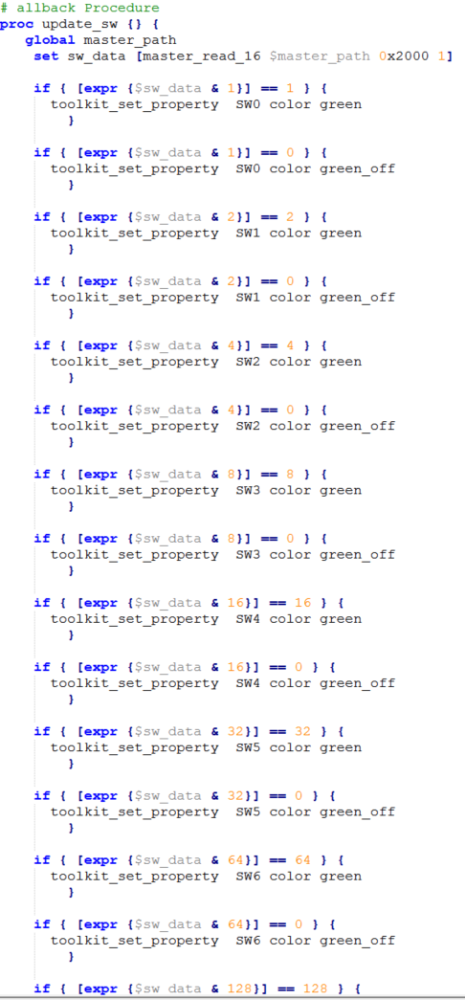 # allback Procedure
proc update_sw {} {
global master_path
set sw_data [master_read_16 $master_path 0x2000 1]
if { [expr {$sw_data & 1}] == 1 } {
toolkit_set_property SW0 color green
}
if { [expr {$sw_data & 1}] == 0 } {
toolkit_set_property SW0 color green_off
}
if { [expr {$sw_data & 2}] == 2 } {
toolkit_set_property SW1 color green
}
if { [expr {$sw_data & 2}] == 0 } {
toolkit_set_property SW1 color green_off
}
if { [expr {$sw_data & 4}] == 4 } {
toolkit_set_property SW2 color green
}
if { [expr {$sw_data & 4}] == 0 } {
toolkit_set_property SW2 color green_off
}
if { [expr {$sw_data & 8}] == 8 } {
toolkit_set_property SW3 color green
}
if { [expr {$sw_data & 8}] == 0 } {
toolkit_set_property SW3 color green_off
}
if { [expr {$sw_data & 16}] == 16 } {
toolkit_set_property SW4 color green
}
if { [expr {$sw_data & 16}] == 0 } {
toolkit_set_property SW4 color green_off
}
if { [expr {$sw_data & 32}] == 32 } {
toolkit_set_property SW5 color green
}
if { [expr {$sw_data & 32}] == 0 } {
toolkit_set_property SW5 color green_off
}
if { [expr {$sw_data & 64}] == 64 } {
toolkit_set_property SW6 color green
}
if { [expr {$sw_data & 64}] == 0 } {
toolkit_set_property SW6 color green_off
}
if { [expr {$sw_data & 128}] == 128 } {